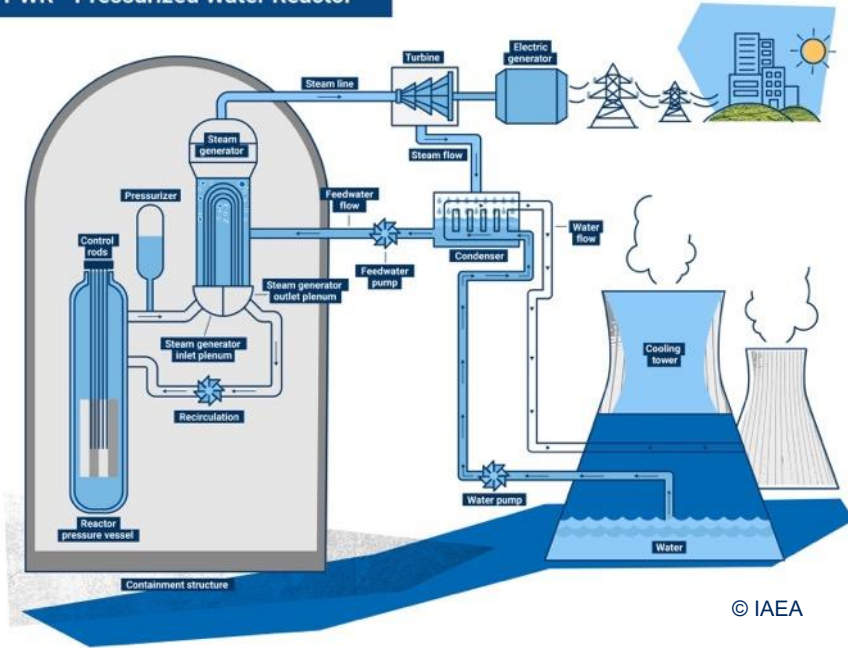 PWR - Pressurized Water Reactor
Turbine
Electric
generator
Steam line
Steam
generator
Steam flow
Pressurizer
Feedwater
flow
Control
rods
Water
flow
Condenser
Feedwater
pump
Steam generator
outlet plenum
Steam generator
inlet plenum
Cooling
tower
Recirculation
Water pump
Reactor
pressure vessel
Water
Containment structure
© IAEA